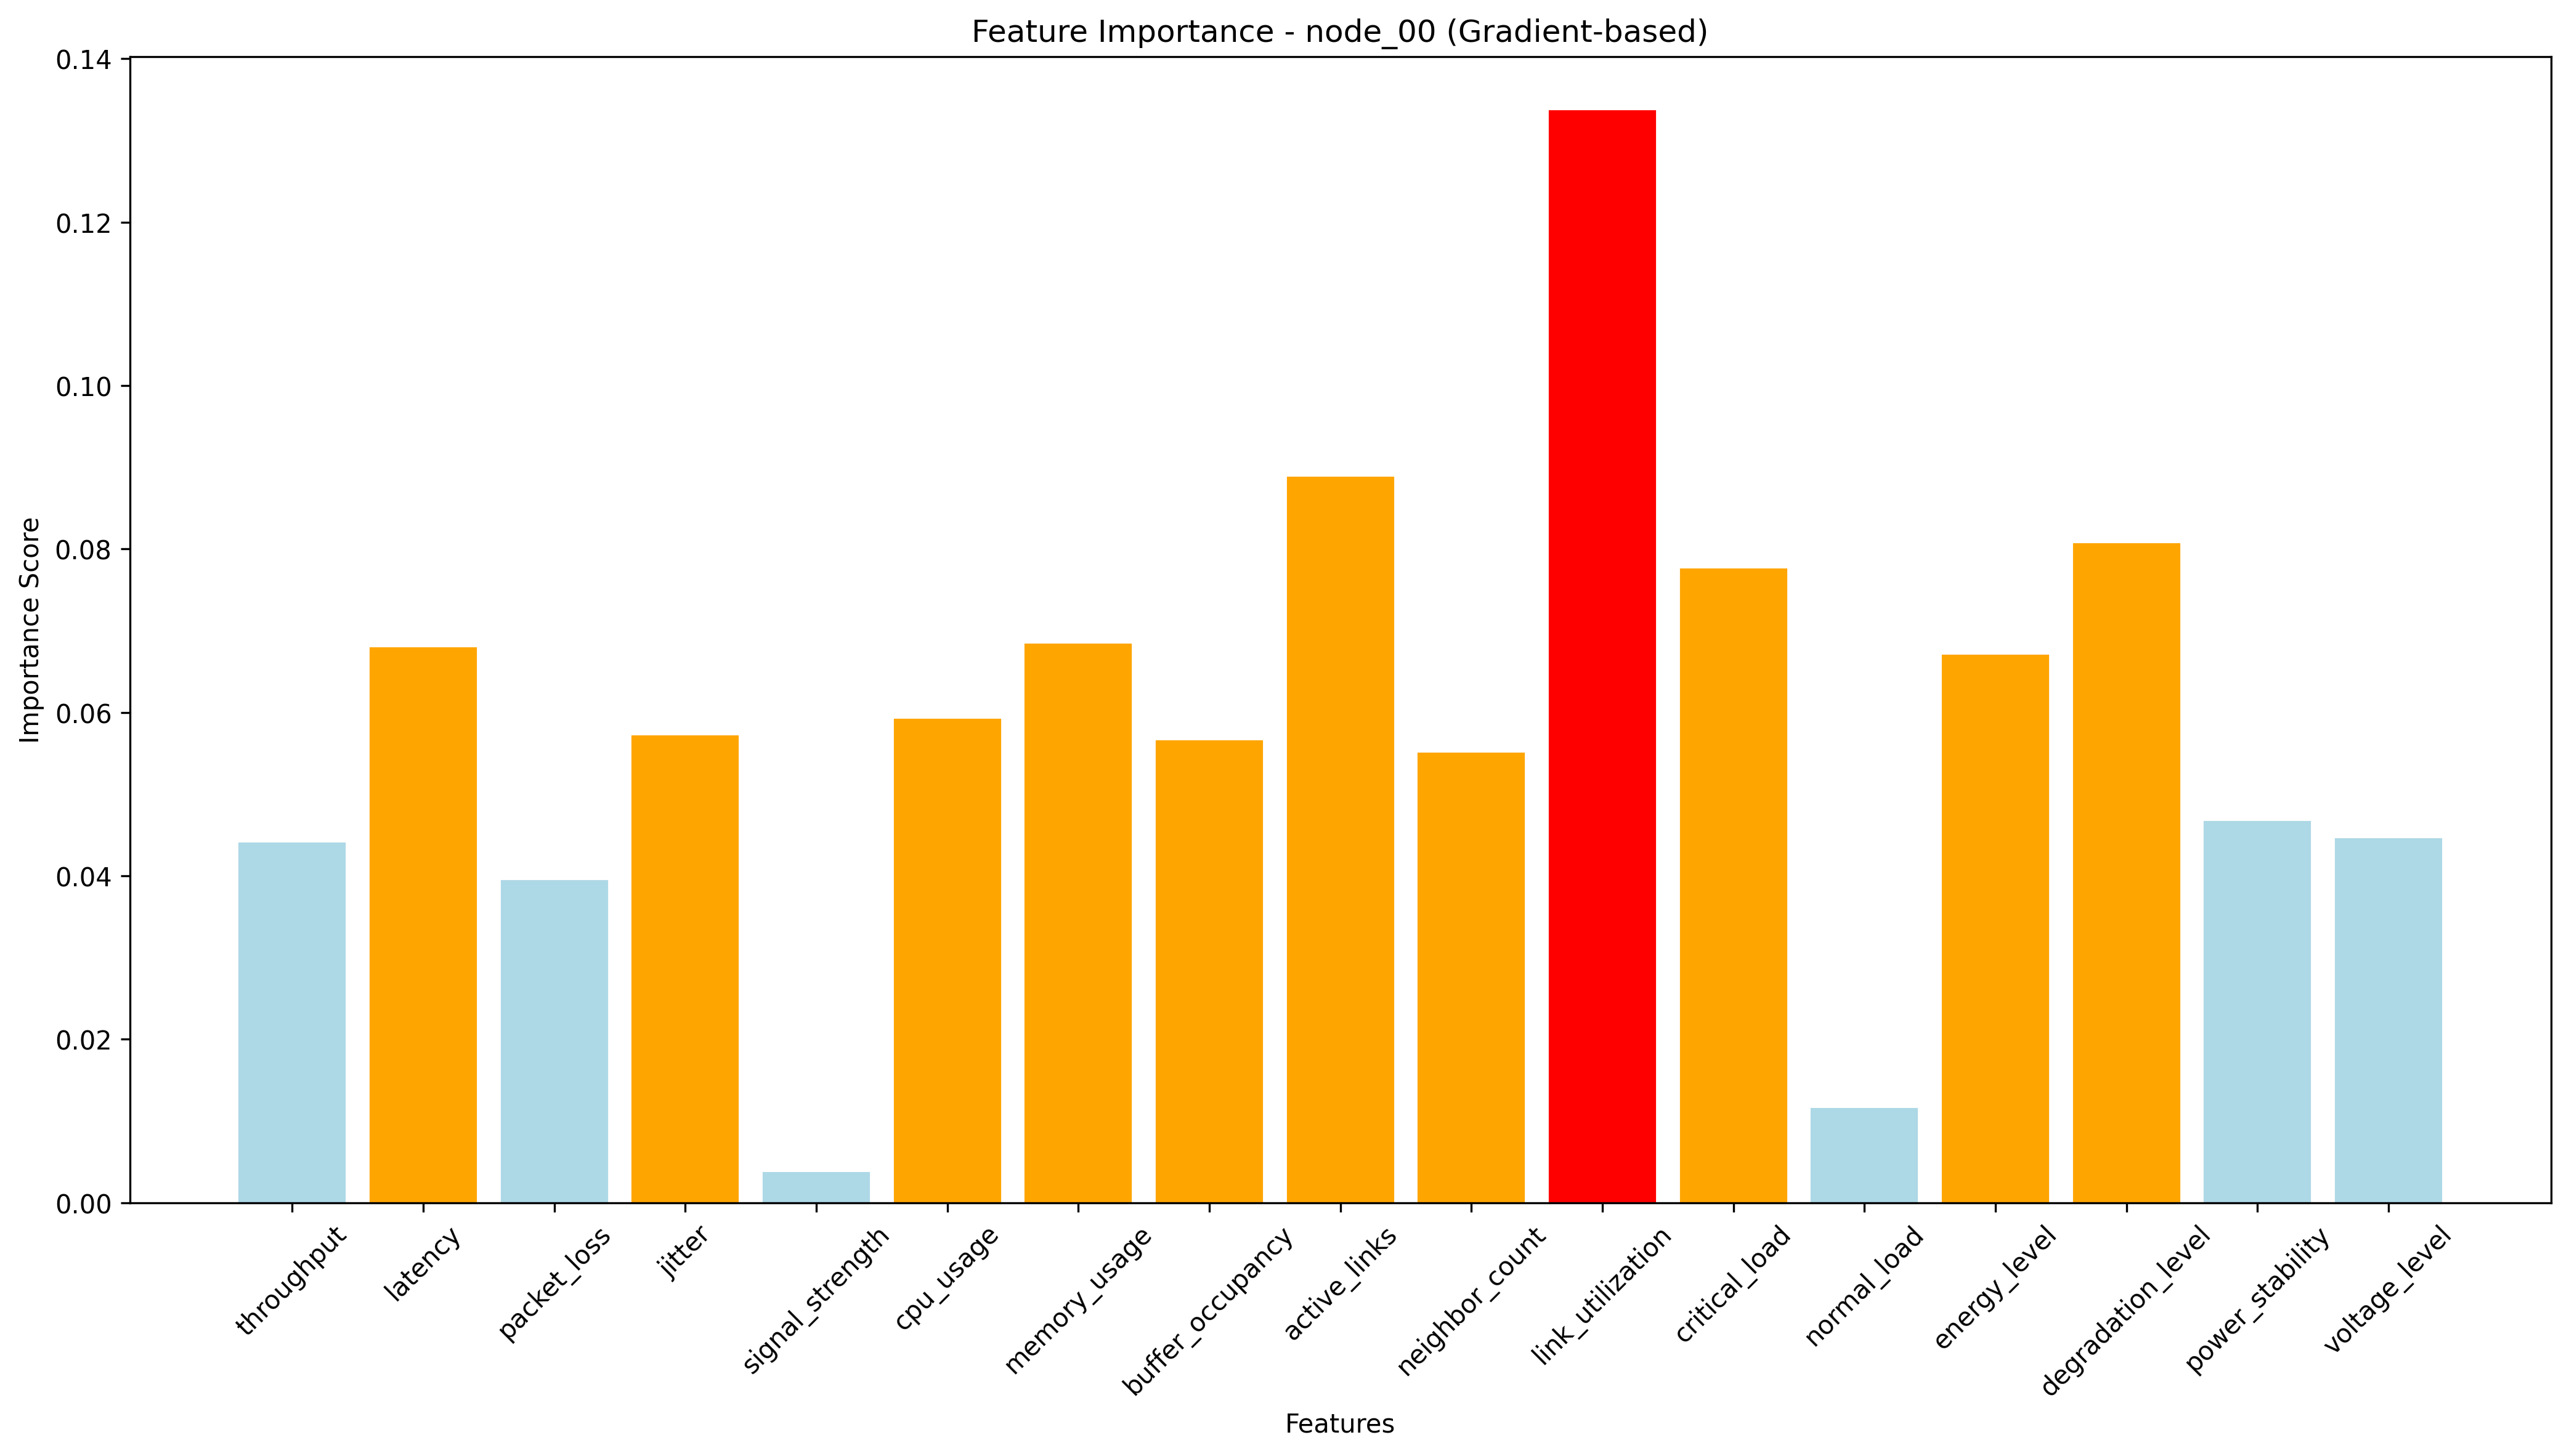 Feature Importance - node_00 (Gradient-based)
0.14
0.12
0.10
0.08
0.06
0.04
0.02
0.00
Importance Score
throughput
latency
packet_loss
jitter
signal_strength
cpu_usage
memory_usage
buffer_occupancy
active_links
neighbor_count
link_utilization
critical_load
normal_load
energy_level
degradation_level
power_stability
voltage_level
Features